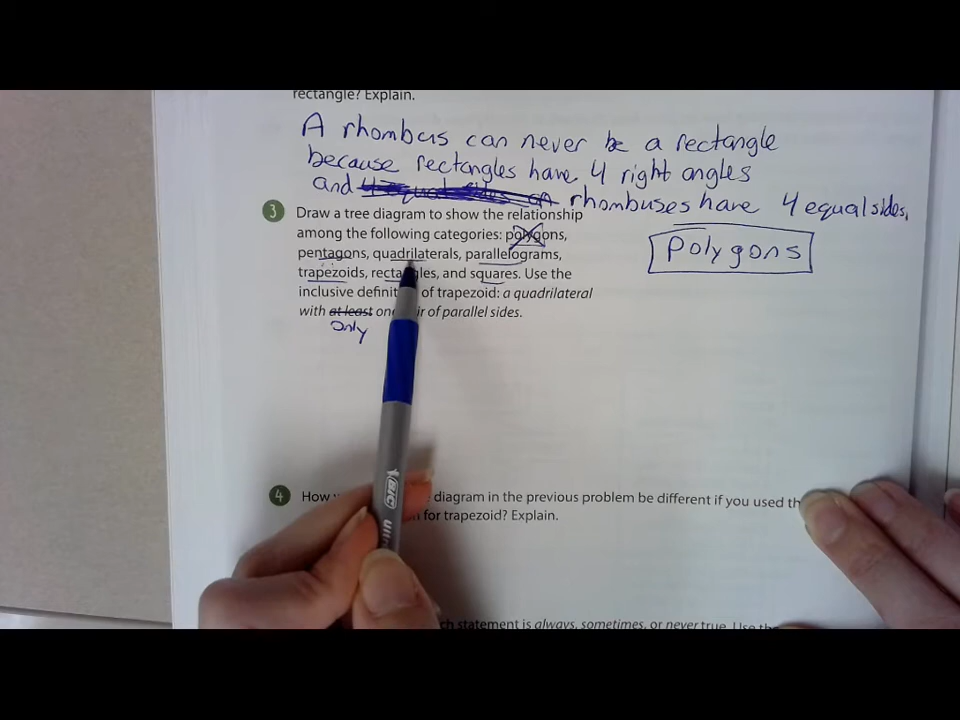 rectangle? Explain.
A rhombus can never be a rectangle
because rectangles have 4 right angles
and rhombuses have 4 equal sides.
3 Draw a tree diagram to show the relationship
among the following categories: polygons,
Polygons
pentagons, quadrilaterals, parallelograms,
trapezoids, rectangles, and squares. Use the
inclusive of trapezoid: a quadrilateral
with at least one of parallel sides.
only
4 How diagram in the previous problem be different if you used
for trapezoid? Explain.
statement is always, sometimes, or never true. Use the
BIC